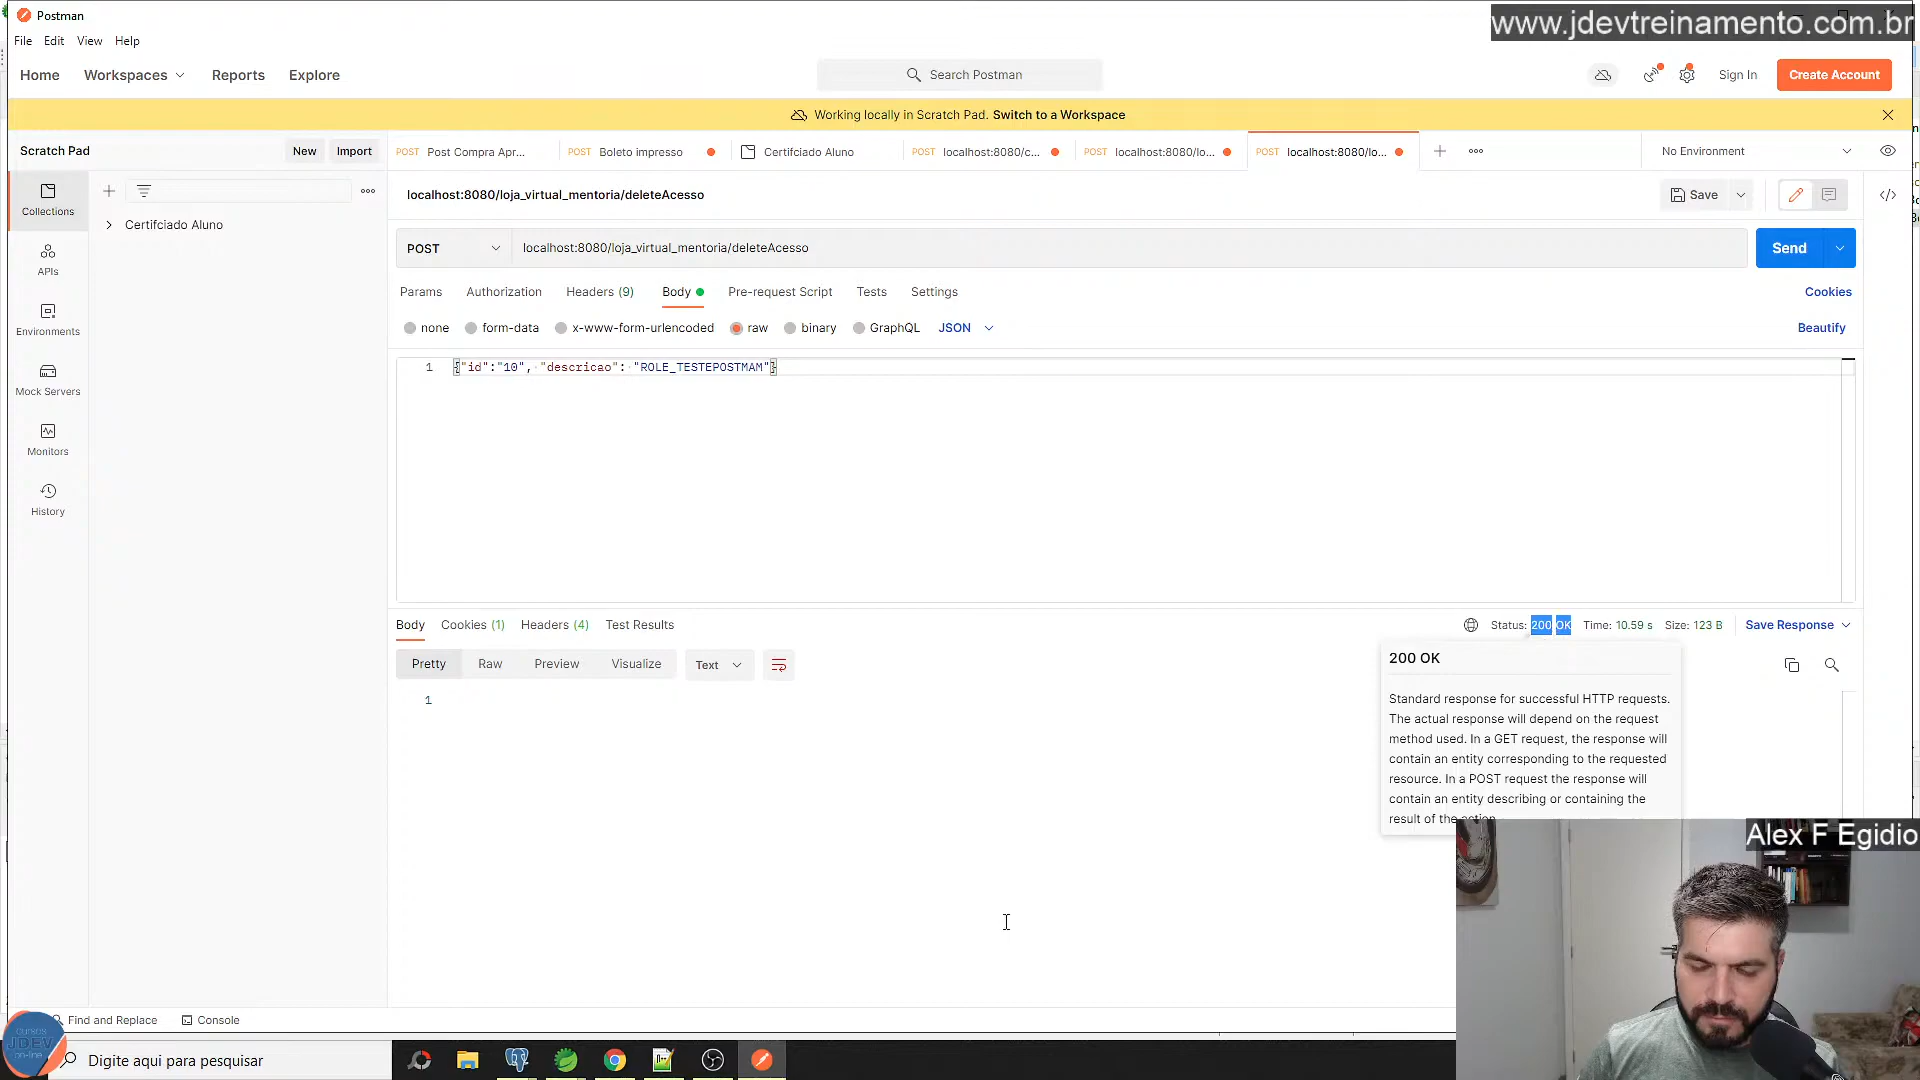 Postman
www.jdevtreinamento.com.br
File Edit View Help
Home Workspaces Reports Explore
Search Postman
Sign In
Create Account
Working locally in Scratch Pad. Switch to a Workspace
Scratch Pad
New
Import
POST Post Compra Apr...
POST Boleto impresso
Certifciado Aluno
POST localhost:8080/c...
POST localhost:8080/lo...
POST localhost:8080/lo...
No Environment
Collections
APIs
Environments
Mock Servers
Monitors
History
Certifciado Aluno
localhost:8080/loja_virtual_mentoria/deleteAcesso
Save
POST
localhost:8080/loja_virtual_mentoria/deleteAcesso
Send
Params Authorization Headers (9) Body Pre-request Script Tests Settings
Cookies
none form-data x-www-form-urlencoded raw binary GraphQL JSON
Beautify
1 {"id":"10", "descricao": "ROLE_TESTEPOSTMAM"}
Body Cookies (1) Headers (4) Test Results
Status: 200 OK Time: 10.59 s Size: 123 B
Save Response
Pretty Raw Preview Visualize Text
1
200 OK
Standard response for successful HTTP requests.
The actual response will depend on the request
method used. In a GET request, the response will
contain an entity corresponding to the requested
resource. In a POST request the response will
contain an entity describing or containing the
result of the action.
Alex F Egidio
Find and Replace
Console
cursos
JDEV
on-line
Digite aqui para pesquisar